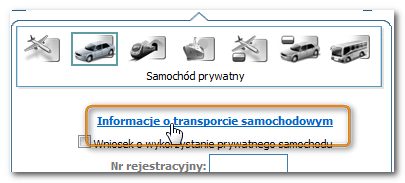 Samochód prywatny
Informacje o transporcie samochodowym
Wniosek o wykorzystanie prywatnego samochodu
Nr rejestracyjny: